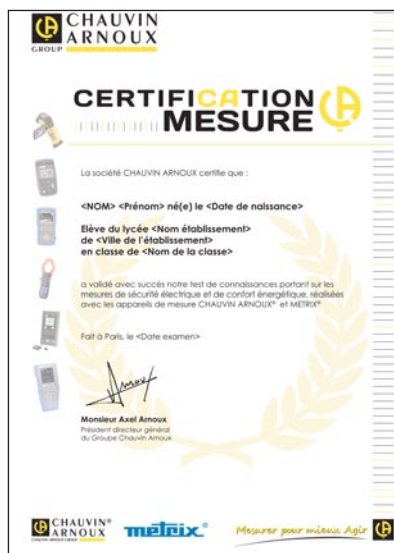 CHAUVIN
ARNOUX
GROUP
CERTIFICATION
MESURE
La société CHAUVIN ARNOUX certifie que :
<NOM> <Prénom> né(e) le <Date de naissance>
Elève du lycée <Nom établissement>
de <Ville de l'établissement>
en classe de <Nom de la classe>
a validé avec succès notre test de connaissances portant sur les
mesures de sécurité électrique et de confort énergétique, réalisées
avec les appareils de mesure CHAUVIN ARNOUX® et METRIX®
Fait à Paris, le <Date examen>
Arnoux
Monsieur Axel Arnoux
Président directeur général
du Groupe Chauvin Arnoux
CHAUVIN®
ARNOUX
CHAUVIN ARNOUX GROUP
metrix®
Mesurer pour mieux Agir